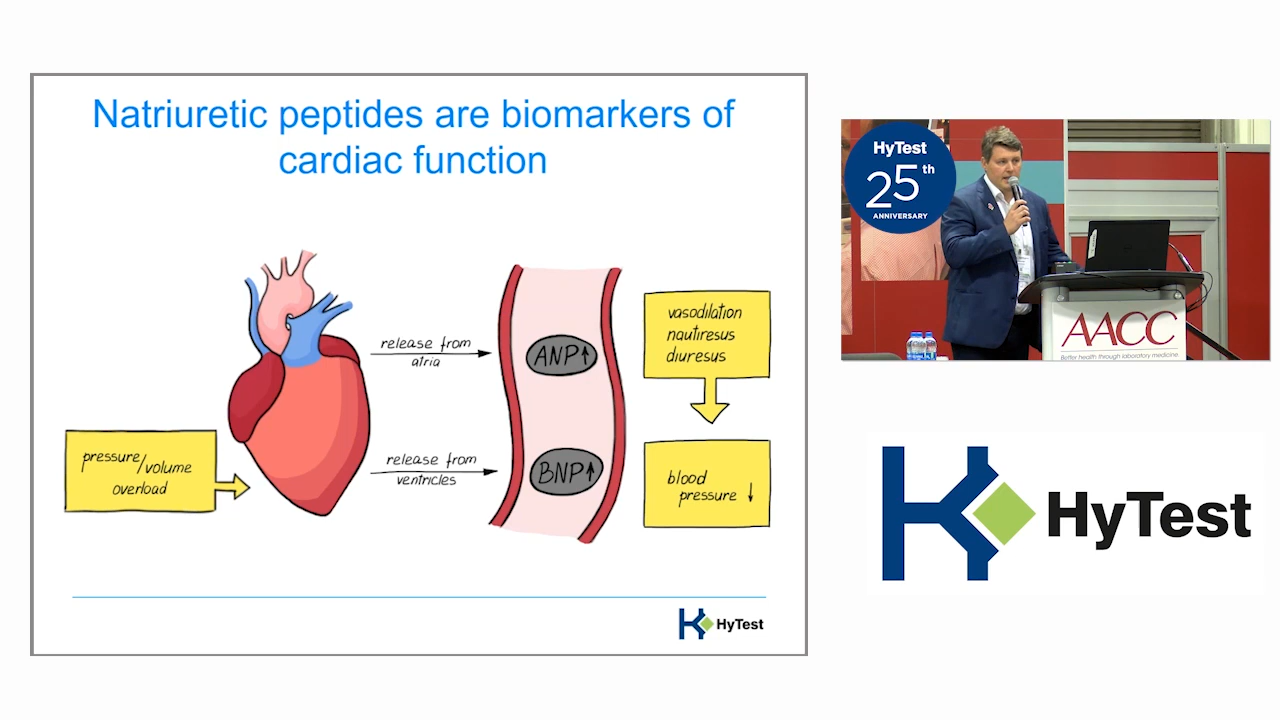 Natriuretic peptides are biomarkers of
cardiac function
pressure/volume
overload
release from
atria
release from
ventricles
ANP↑
BNP↑
vasodilation
nautiresus
diuresus
blood
pressure ↓
HyTest
HyTest
25th
ANNIVERSARY
AACC
Better health through laboratory medicine
HyTest